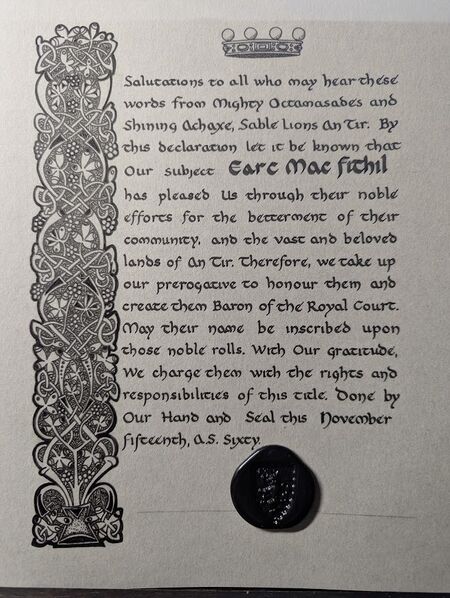 Salutations to all who may hear these
words from Mighty Octamasades and
Shining Achaxe, Sable Lions An Tir. By
this declaration let it be known that
Our subject Earc Mac Fithil
has pleased Us through their noble
efforts for the betterment of their
community, and the vast and beloved
lands of An Tir. Therefore, we take up
our prerogative to honour them and
create them Baron of the Royal Court.
May their name be inscribed upon
those noble rolls. With Our gratitude,
We charge them with the rights and
responsibilities of this title. Done by
Our Hand and Seal this November
fifteenth, A.S. Sixty.